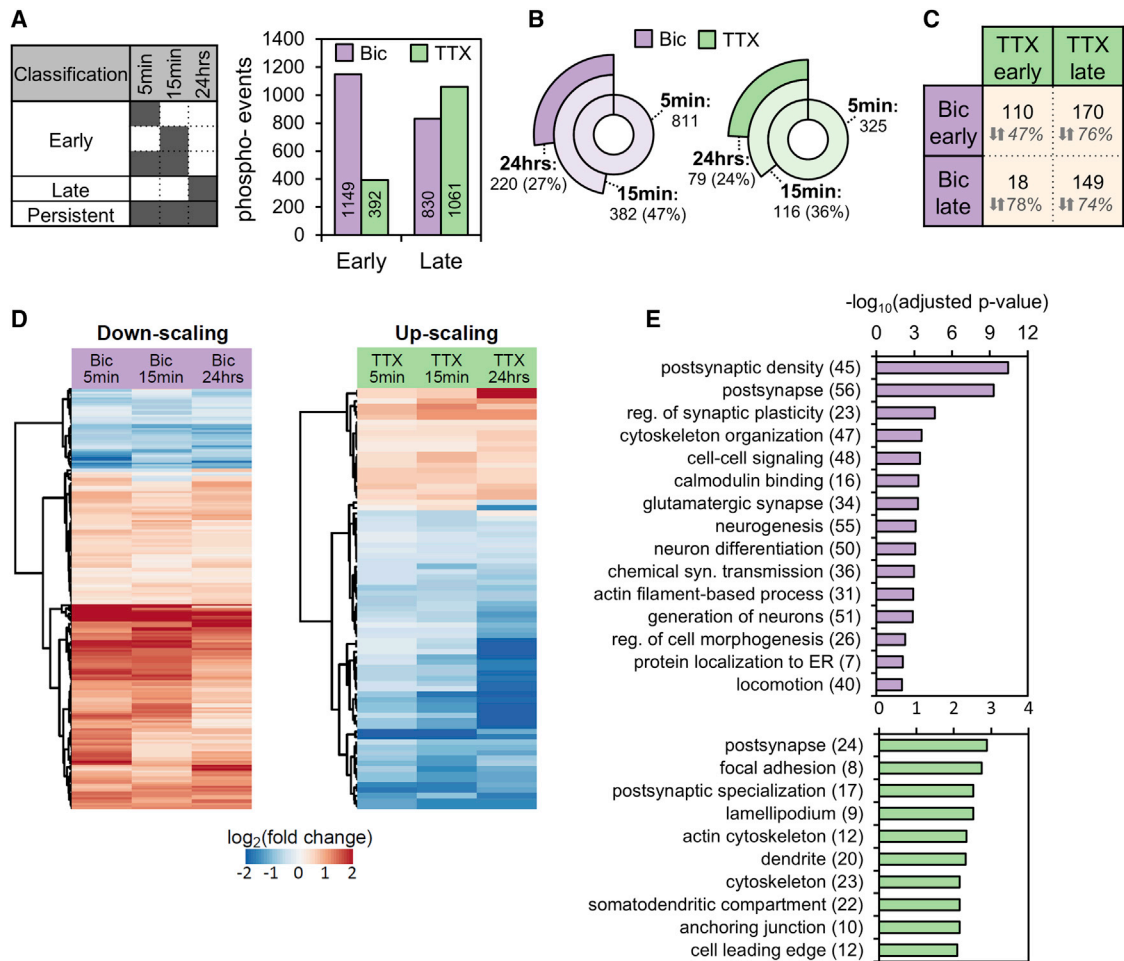 A
Classification
5min
15min
24hrs
Early
Late
Persistent
phospho- events
1400
1200
1000
800
600
400
200
0
Bic
TTX
1149
392
830
1061
Early
Late
B
Bic
TTX
5min:
811
24hrs:
220 (27%)
15min:
382 (47%)
5min:
325
24hrs:
79 (24%)
15min:
116 (36%)
C
TTX
early
TTX
late
Bic
early
110
47%
170
76%
Bic
late
18
78%
149
74%
D
Down-scaling
Bic
5min
Bic
15min
Bic
24hrs
Up-scaling
TTX
5min
TTX
15min
TTX
24hrs
log2(fold change)
-2 -1 0 1 2
E
-log10(adjusted p-value)
0 3 6 9 12
postsynaptic density (45)
postsynapse (56)
reg. of synaptic plasticity (23)
cytoskeleton organization (47)
cell-cell signaling (48)
calmodulin binding (16)
glutamatergic synapse (34)
neurogenesis (55)
neuron differentiation (50)
chemical syn. transmission (36)
actin filament-based process (31)
generation of neurons (51)
reg. of cell morphogenesis (26)
protein localization to ER (7)
locomotion (40)
0 1 2 3 4
0 1 2 3 4
postsynapse (24)
focal adhesion (8)
postsynaptic specialization (17)
lamellipodium (9)
actin cytoskeleton (12)
dendrite (20)
cytoskeleton (23)
somatodendritic compartment (22)
anchoring junction (10)
cell leading edge (12)